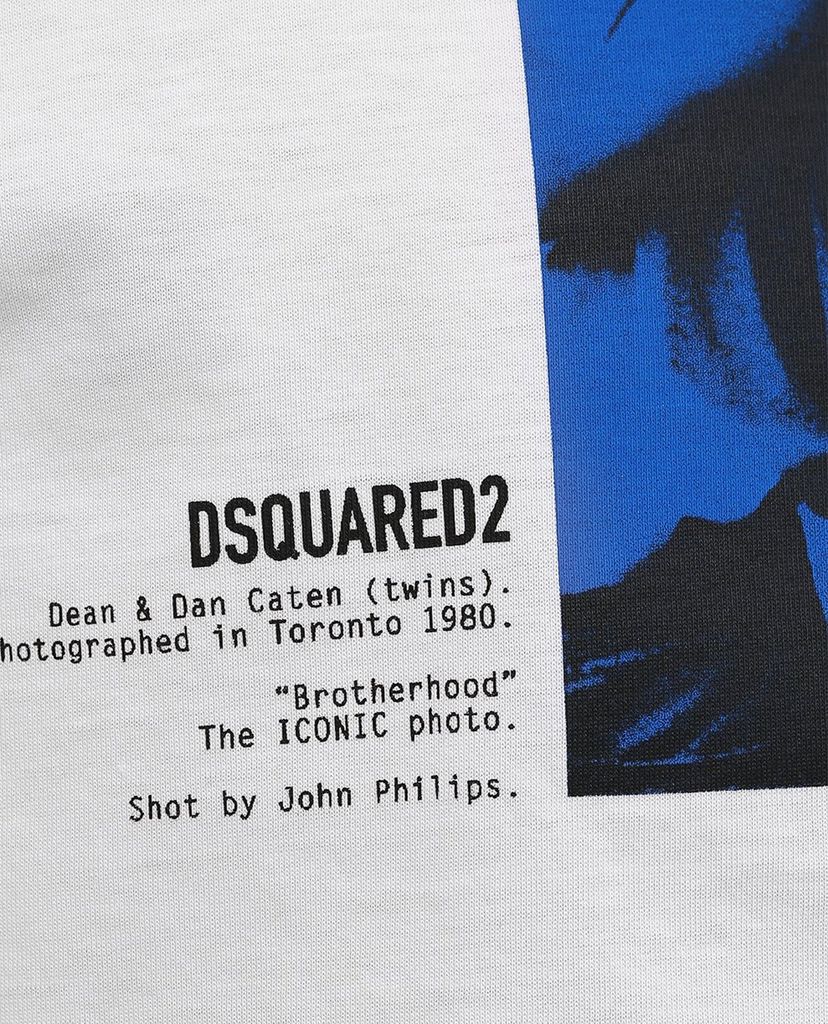 DSQUARED2
Dean & Dan Caten (twins).
hotographed in Toronto 1980.
“Brotherhood”
The ICONIC photo.
Shot by John Philips.